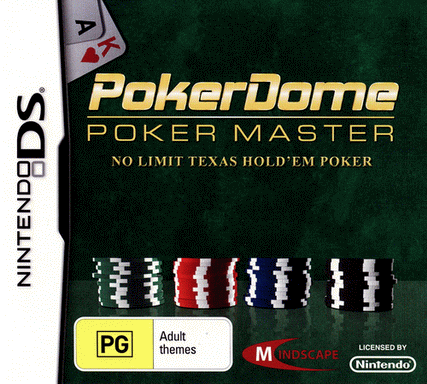 A
K
PokerDome
POKER MASTER
NO LIMIT TEXAS HOLD'EM POKER
NINTENDO DS
PG
Adult
themes
MINDSCAPE
LICENSED BY
Nintendo